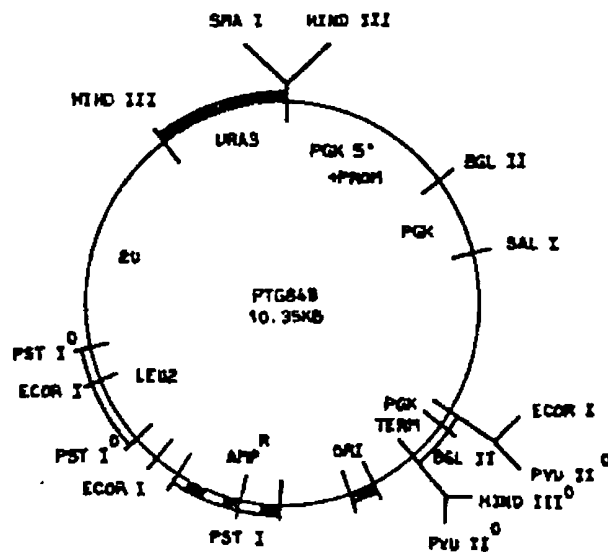 SMA I
HIND III
HIND III
URA3
PGK 5'
+PROM
BGL II
PGK
SAL I
2U
PTG848
10.35KB
PST I°
ECOR I
LEU2
PST I°
ECOR I
AMP R
PST I
ORI
PGK
TERM
BGL II
ECOR I
PVU II°
HIND III°
PVU II°